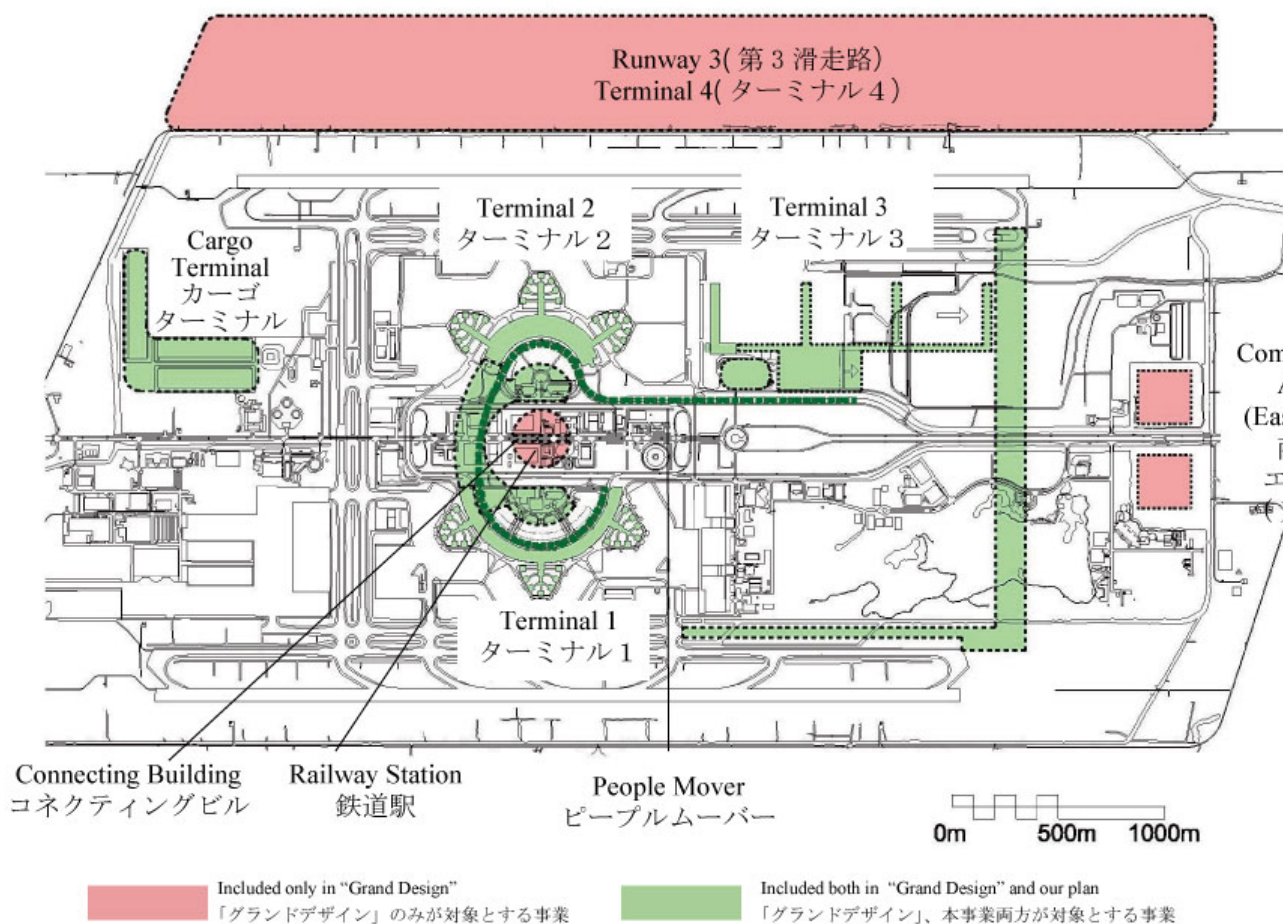 Runway 3(第3滑走路)
Terminal 4(ターミナル4)
Terminal 2
ターミナル2
Terminal 3
ターミナル3
Cargo
Terminal
カーゴ
ターミナル
Com
(Eas
エ
Terminal 1
ターミナル1
Connecting Building
コネクティングビル
Railway Station
鉄道駅
People Mover
ピープルムーバー
0m
500m
1000m
Included only in “Grand Design”
「グランドデザイン」のみが対象とする事業
Included both in “Grand Design” and our plan
「グランドデザイン」、本事業両方が対象とする事業